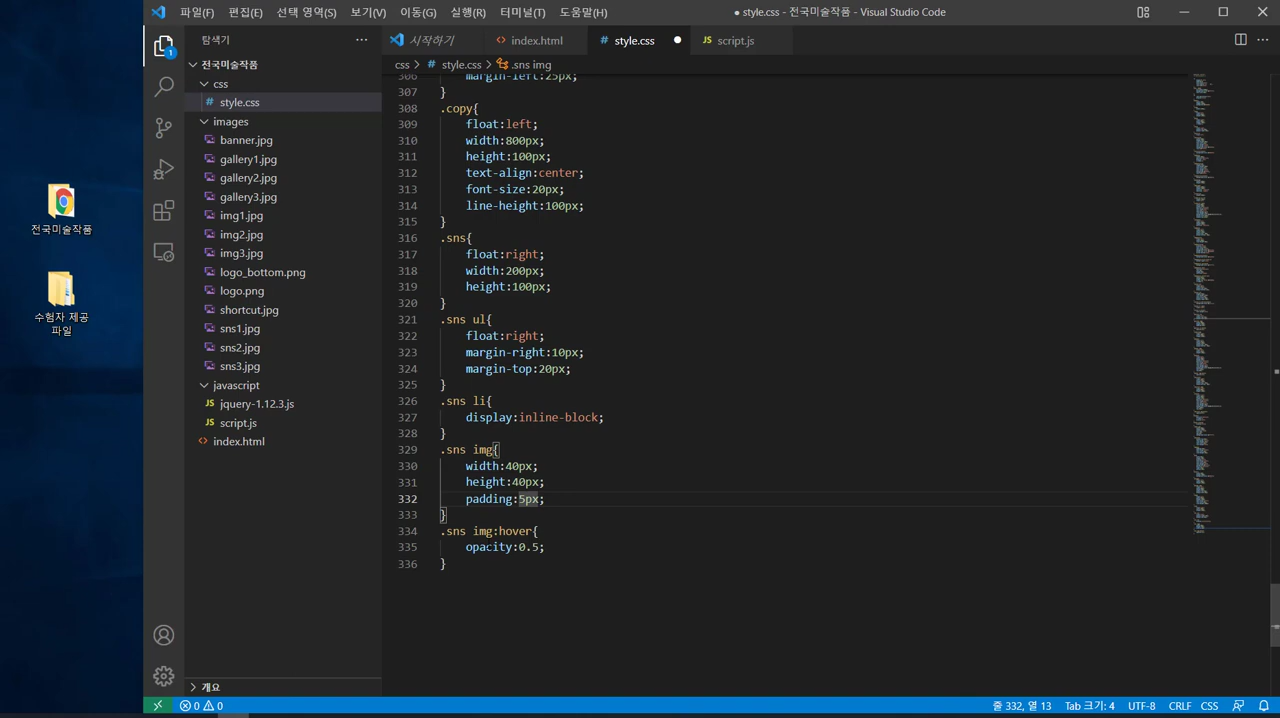 파일(F) 편집(E) 선택 영역(S) 보기(V) 이동(G) 실행(R) 터미널(T) 도움말(H)
● style.css - 전국미술작품 - Visual Studio Code
탐색기
시작하기
index.html
# style.css ●
JS script.js
전국미술작품
css > # style.css > .sns img
css
# style.css
images
banner.jpg
gallery1.jpg
gallery2.jpg
gallery3.jpg
img1.jpg
img2.jpg
img3.jpg
logo_bottom.png
logo.png
shortcut.jpg
sns1.jpg
sns2.jpg
sns3.jpg
javascript
JS jquery-1.12.3.js
JS script.js
index.html
개요
전국미술작품
수험자 제공
파일
1
306 margin-left:25px;
307 }
308 .copy{
309 float:left;
310 width:800px;
311 height:100px;
312 text-align:center;
313 font-size:20px;
314 line-height:100px;
315 }
316 .sns{
317 float:right;
318 width:200px;
319 height:100px;
320 }
321 .sns ul{
322 float:right;
323 margin-right:10px;
324 margin-top:20px;
325 }
326 .sns li{
327 display:inline-block;
328 }
329 .sns img{
330 width:40px;
331 height:40px;
332 padding:5px;
333 }
334 .sns img:hover{
335 opacity:0.5;
336 }
0 0
줄 332, 열 13 Tab 크기: 4 UTF-8 CRLF CSS